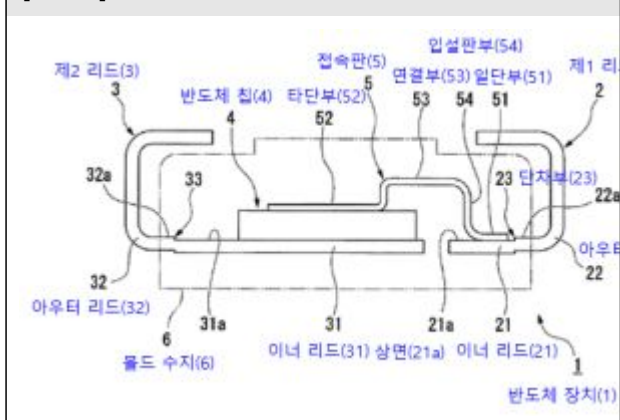 입설판부(54)
접속판(5)
제2 리드(3)
제1 리드
연결부(53) 일단부(51)
반도체 칩(4) 타단부(52)
3
5
53
54
51
2
4
52
32a
33
23 단차부(23)
22a
32
22
아우터
아우터 리드(32)
31a
31
21a
21
6
이너 리드(31) 상면(21a) 이너 리드(21)
몰드 수지(6)
1
반도체 장치(1)